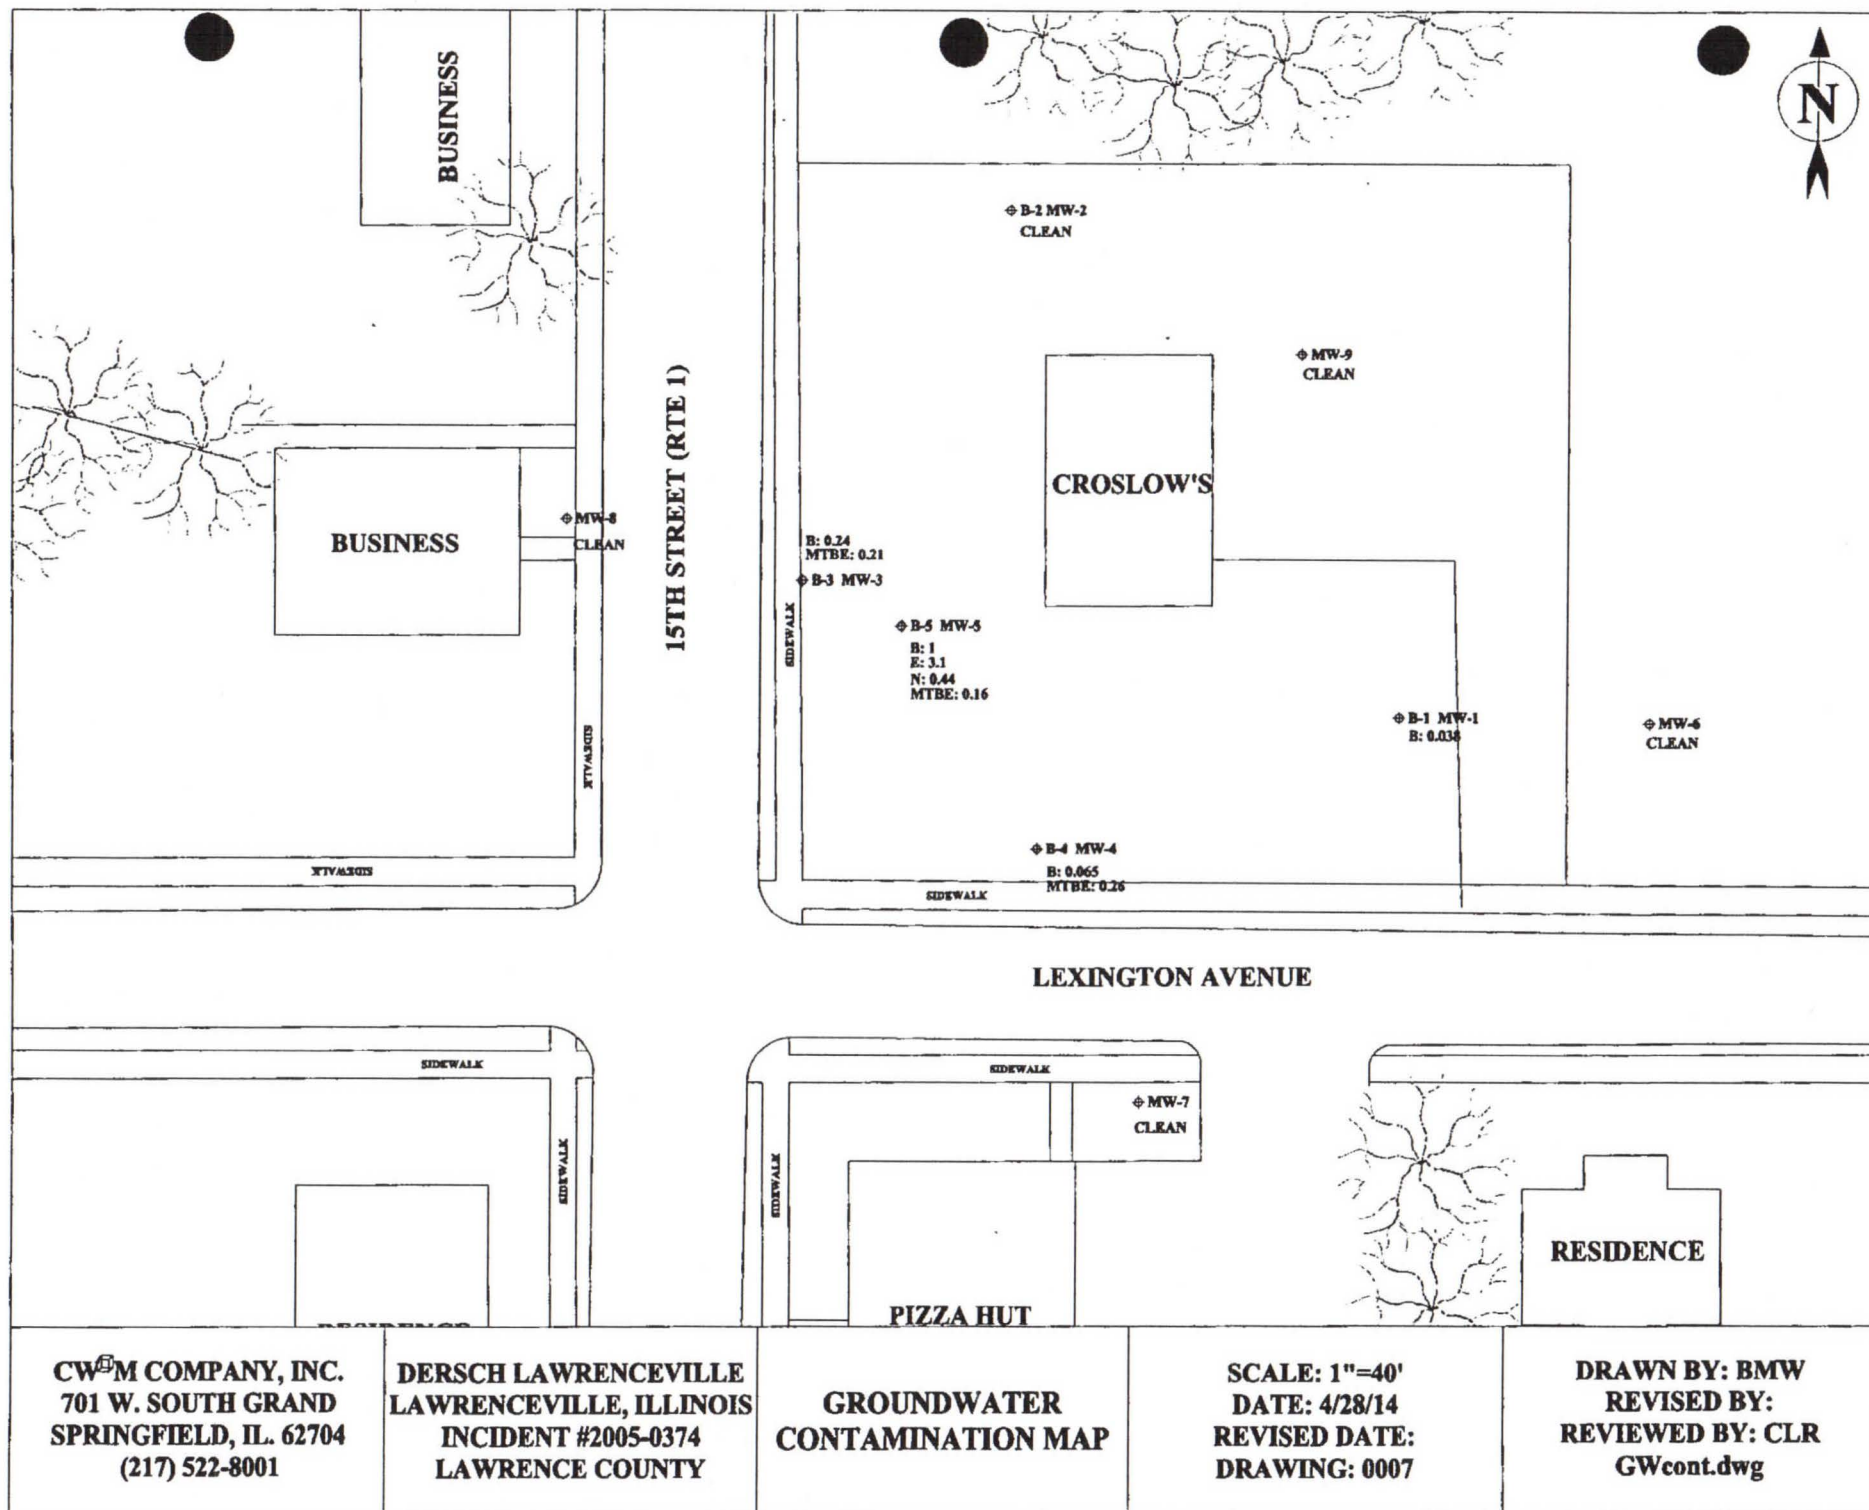 BUSINESS
N
B-2 MW-2
CLEAN
MW-9
CLEAN
15TH STREET (RTE 1)
CROSLOW'S
MW-8
CLEAN
BUSINESS
B: 0.24
MTBE: 0.21
B-3 MW-3
SIDEWALK
B-5 MW-5
B: 1
E: 3.1
N: 0.44
MTBE: 0.16
B-1 MW-1
B: 0.038
MW-6
CLEAN
SIDEWALK
B-4 MW-4
B: 0.065
MTBE: 0.26
SIDEWALK
SIDEWALK
LEXINGTON AVENUE
SIDEWALK
SIDEWALK
MW-7
CLEAN
SIDEWALK
SIDEWALK
RESIDENCE
PIZZA HUT
RESIDENCE
CW M COMPANY, INC.
701 W. SOUTH GRAND
SPRINGFIELD, IL. 62704
(217) 522-8001
DERSCH LAWRENCEVILLE
LAWRENCEVILLE, ILLINOIS
INCIDENT #2005-0374
LAWRENCE COUNTY
GROUNDWATER
CONTAMINATION MAP
SCALE: 1"=40'
DATE: 4/28/14
REVISED DATE:
DRAWING: 0007
DRAWN BY: BMW
REVISED BY:
REVIEWED BY: CLR
GWcont.dwg